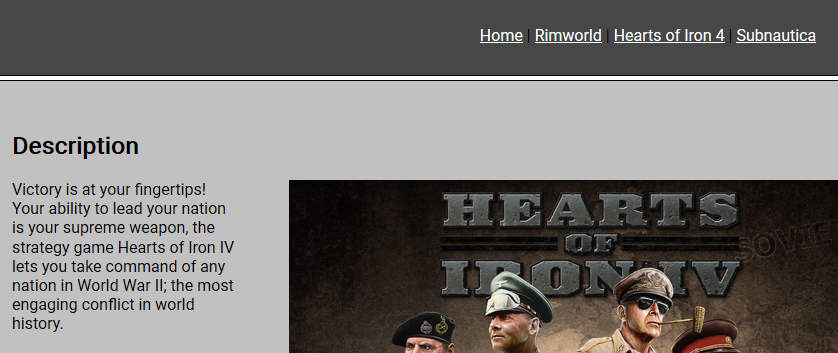 Home | Rimworld | Hearts of Iron 4 | Subnautica
Description
Victory is at your fingertips!
Your ability to lead your nation
is your supreme weapon, the
strategy game Hearts of Iron IV
lets you take command of any
nation in World War II; the most
engaging conflict in world
history.
HEARTS
OF
IRON IV
SOVIE